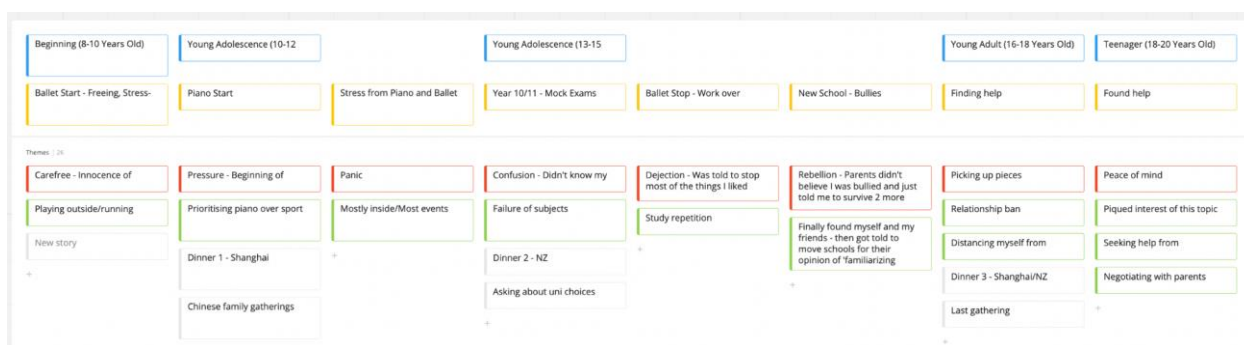 Beginning (8-10 Years Old)
Young Adolescence (10-12
Young Adolescence (13-15
Young Adult (16-18 Years Old)
Teenager (18-20 Years Old)
Ballet Start - Freeing, Stress-
Piano Start
Stress from Piano and Ballet
Year 10/11 - Mock Exams
Ballet Stop - Work over
New School - Bullies
Finding help
Found help
Themes | 26
Carefree - Innocence of
Pressure - Beginning of
Panic
Confusion - Didn't know my
Dejection - Was told to stop
most of the things I liked
Rebellion - Parents didn't
believe I was bullied and just
told me to survive 2 more
Picking up pieces
Peace of mind
Playing outside/running
Prioritising piano over sport
Mostly inside/Most events
Failure of subjects
Study repetition
Finally found myself and my
friends - then got told to
move schools for their
opinion of 'familiarizing
Relationship ban
Piqued interest of this topic
New story
Dinner 1 - Shanghai
Dinner 2 - NZ
Distancing myself from
Seeking help from
Chinese family gatherings
Asking about uni choices
Dinner 3 - Shanghai/NZ
Negotiating with parents
Last gathering